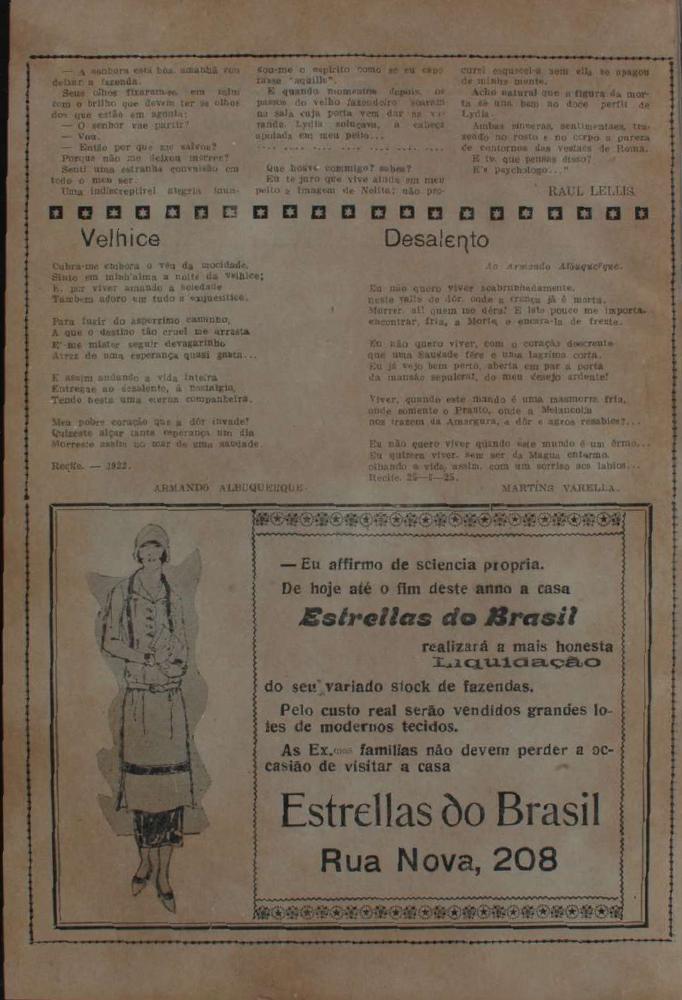 — A senhora está bôa, amanhã vou
deixar a fazenda.
Seus olhos fixaram-se em mim
com o brilho que devem ter os olhos
dos que estão em agonia:
— O senhor vae partir?
— Vou.
— Então por que me salvou?
Porque não me deixou morrer?
Senti uma estranha convulsão em
todo o meu ser.
Uma indiscreptivel alegria inun-
dou-me o espirito como se eu espe
rasse "aquillo".
E quando momentos depois, os
passos do velho fazendeiro soaram
na sala cuja porta vem dar na va
randa, Lydia soluçava, a cabeça
apoiada em meu peito...
Que houve commigo? sabes?
Eu te juro que vive ainda em meu
peito a imagem de Nelita; não pro-
curei esquecel-a nem ella se apagou
de minha mente.
Acho natural que a figura da mor-
ta se una bem ao doce perfil de
Lydia.
Ambas sinceras, sentimentaes, tra-
zendo no rosto e no corpo a pureza
de contornos das vestaes de Roma.
E tu, que pensas disso?
E's psychologo..."
RAUL LELLIS.
Velhice
Cubra-me embora o véu da mocidade,
Sinto em minh'alma a noite da velhice;
E, por viver amando a soledade
Tambem adoro em tudo a exquesitice.
Para fugir do asperrimo caminho,
A que o destino tão cruel me arrasta
E'-me mister seguir devagarinho
Atraz de uma esperança quasi gasta...
E assim andando a vida inteira
Entregue ao desalento, á nostalgia,
Tendo nesta uma eterna companheira.
Meu pobre coração que a dôr invade!
Quizeste alçar tanta esperança um dia
Morreste assim no mar de uma saudade.
Recife. — 1922.
ARMANDO ALBUQUERQUE.
Desalento
Ao Armando Albuquerque.
Eu não quero viver acabrunhadamente,
neste valle de dôr, onde a crença já é morta.
Morrer, ai! quem me déra! E isto pouco me importa,
encontrar, fria, a Morte e encara-la de frente.
Eu não quero viver, com o coração descrente
que uma Saudade fére e uma lagrima corta.
Eu já vejo bem perto, aberta em par a porta
da mansão sepulcral, do meu desejo ardente!
Viver, quando este mundo é uma masmorra fria,
onde somente o Pranto, onde a Melancolia
nos trazem da Amargura, a dôr e agros resabios?...
Eu não quero viver quando este mundo é um êrmo...
Eu quizera viver, sem ser da Magua enfermo,
olhando a vida, assim, com um sorriso aos labios...
Recife. 25—25.
MARTINS VARELLA.
— Eu affirmo de sciencia propria.
De hoje até o fim deste anno a casa
Estrellas do Brasil
realizará a mais honesta
Liquidação
do seu variado stock de fazendas.
Pelo custo real serão vendidos grandes lo-
tes de modernos tecidos.
As Ex.mas familias não devem perder a oc-
casião de visitar a casa
Estrellas do Brasil
Rua Nova, 208